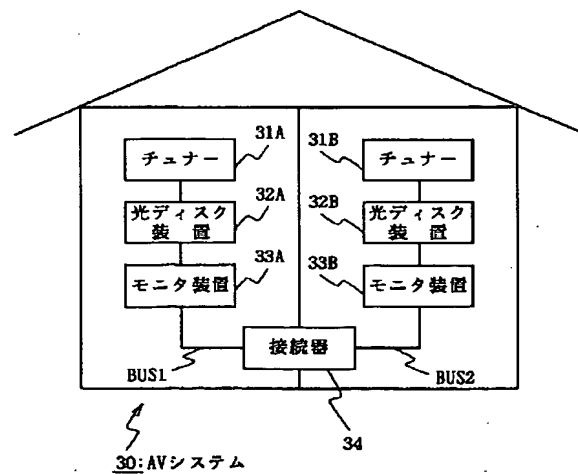 31A
チュナー
32A
光ディスク
装置
33A
モニタ装置
31B
チュナー
32B
光ディスク
装置
33B
モニタ装置
接続器
BUS1
BUS2
34
30:AVシステム